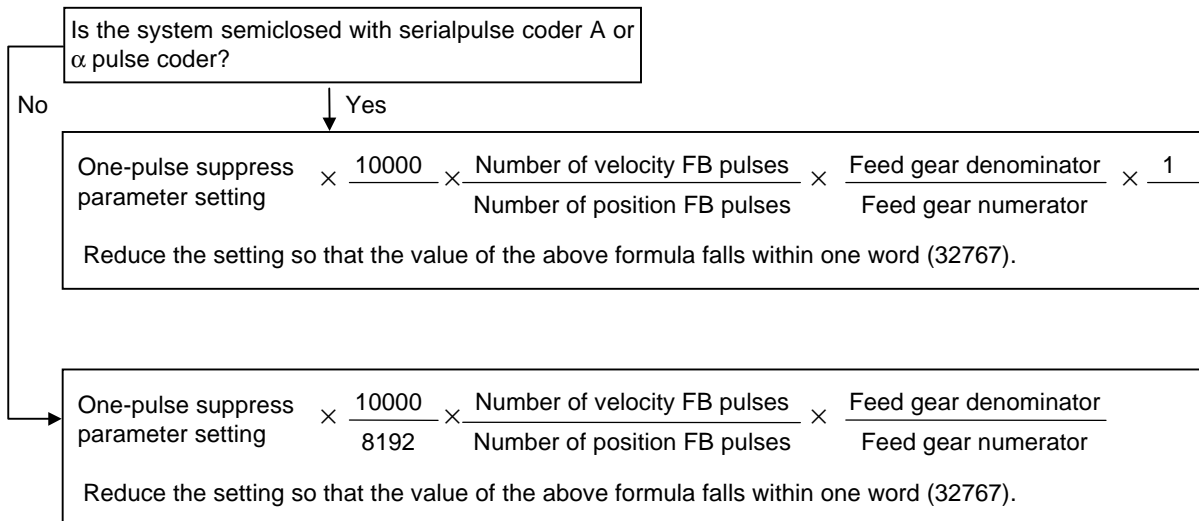 Is the system semiclosed with serialpulse coder A or
α pulse coder?
No
Yes
One-pulse suppress
parameter setting
× 10000 × Number of velocity FB pulses × Feed gear denominator × 1
Number of position FB pulses Feed gear numerator
Reduce the setting so that the value of the above formula falls within one word (32767).
One-pulse suppress
parameter setting
× 10000 × Number of velocity FB pulses × Feed gear denominator
8192 Number of position FB pulses Feed gear numerator
Reduce the setting so that the value of the above formula falls within one word (32767).